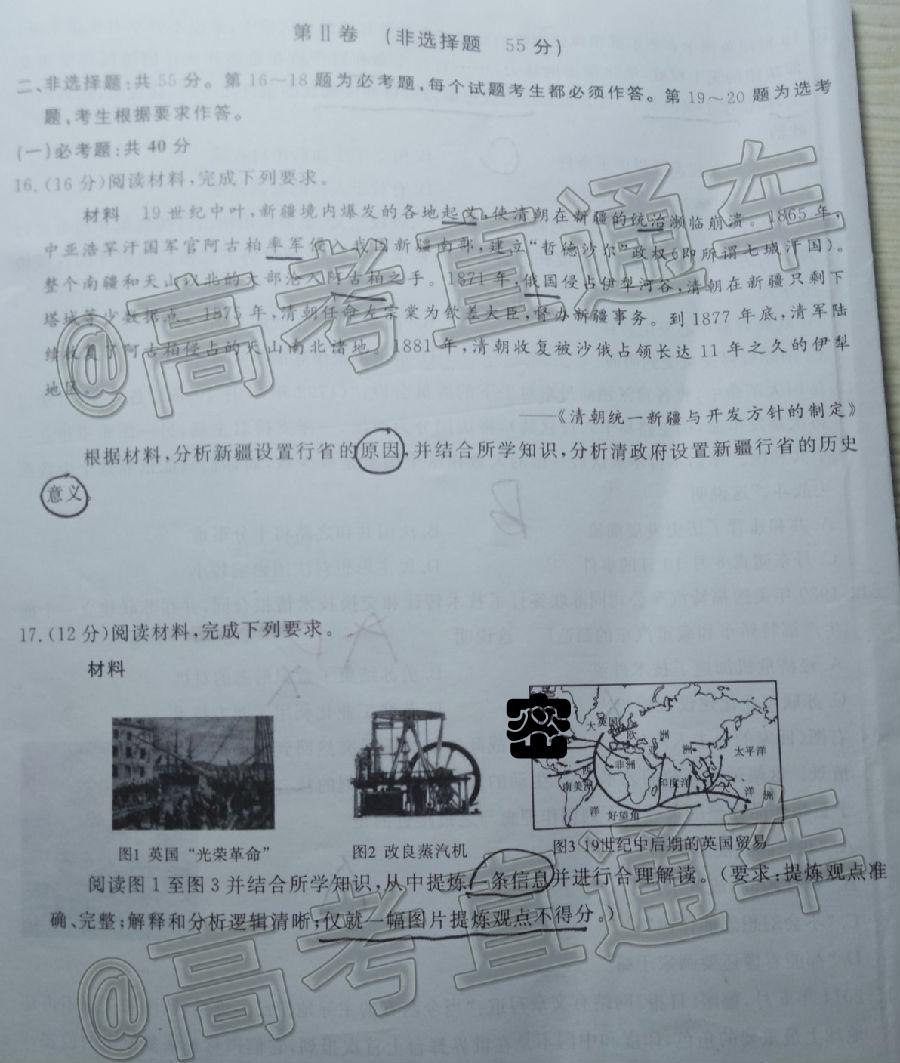 第Ⅱ卷 (非选择题 55分)
二、非选择题:共55分。第16~18题为必考题,每个试题考生都必须作答。第19~20题为选考
题,考生根据要求作答。
(一)必考题:共40分
16.(16分)阅读材料,完成下列要求。
材料 19世纪中叶,新疆境内爆发的各地起义,使清朝在新疆的统治濒临崩溃。1865年,
中亚浩罕汗国军官阿古柏率军侵入我国新疆南部,建立“哲德沙尔”政权(即所谓七城汗国)。
整个南疆和天山以北的大部沦入阿古柏之手。1871年,俄国侵占伊犁河谷,清朝在新疆只剩下
塔城等少数据点。1875年,清朝任命左宗棠为钦差大臣,督办新疆事务。到1877年底,清军陆
续收复了阿古柏侵占的天山南北诸地。1881年,清朝收复被沙俄占领长达11年之久的伊犁
地区。
——《清朝统一新疆与开发方针的制定》
根据材料,分析新疆设置行省的原因,并结合所学知识,分析清政府设置新疆行省的历史
意义。
17.(12分)阅读材料,完成下列要求。
材料
大英国
非洲
太平洋
南美洲
印度洋
洲
洋
洋
好望角
图1 英国“光荣革命”
图2 改良蒸汽机
图3 19世纪中后期的英国贸易
阅读图1至图3并结合所学知识,从中提炼一条信息并进行合理解读。(要求:提炼观点准
确、完整;解释和分析逻辑清晰;仅就一幅图片提炼观点不得分。)
@高考直通车
@高考直通车